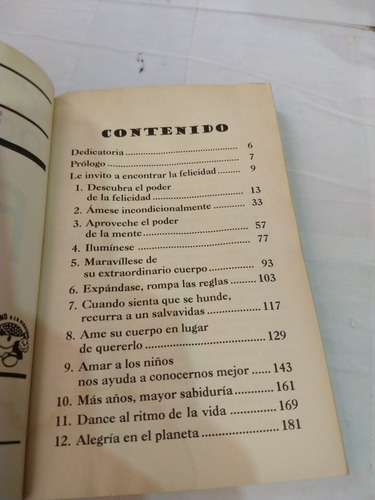 CONTENIDO
Dedicatoria 6
Prólogo 7
Le invito a encontrar la felicidad 9
1. Descubra el poder
de la felicidad 13
2. Ámese incondicionalmente 33
3. Aproveche el poder
de la mente 57
4. Ilumínese 77
5. Maravíllese de
su extraordinario cuerpo 93
6. Expándase, rompa las reglas 103
7. Cuando sienta que se hunde,
recurra a un salvavidas 117
8. Ame su cuerpo en lugar
de quererlo 129
9. Amar a los niños
nos ayuda a conocernos mejor 143
10. Más años, mayor sabiduría 161
11. Dance al ritmo de la vida 169
12. Alegría en el planeta 181